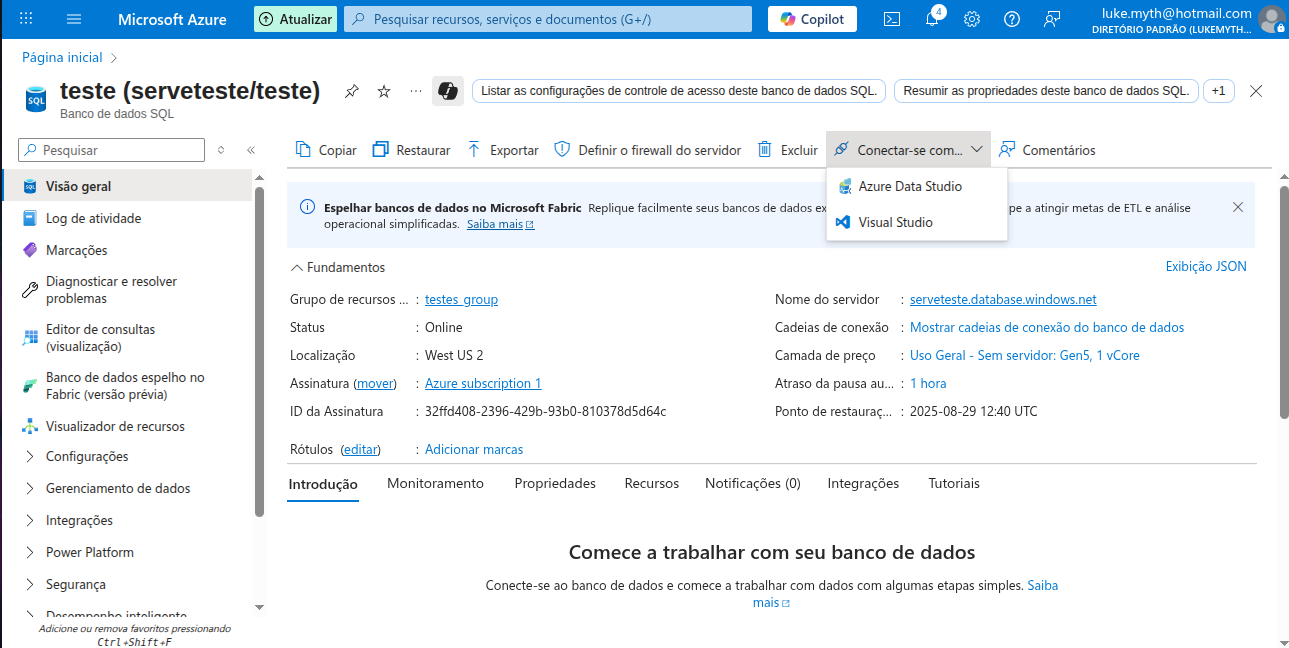 Microsoft Azure
Atualizar
Pesquisar recursos, serviços e documentos (G+/)
Copilot
4
luke.myth@hotmail.com
DIRETÓRIO PADRÃO (LUKEMYTH...
Página inicial
SQL
teste (serveteste/teste)
...
Listar as configurações de controle de acesso deste banco de dados SQL.
Resumir as propriedades deste banco de dados SQL.
+1
Banco de dados SQL
Pesquisar
Copiar
Restaurar
Exportar
Definir o firewall do servidor
Excluir
Conectar-se com...
Comentários
Azure Data Studio
Visual Studio
Visão geral
Log de atividade
Marcações
Diagnosticar e resolver
problemas
Editor de consultas
(visualização)
Banco de dados espelho no
Fabric (versão prévia)
Visualizador de recursos
Configurações
Gerenciamento de dados
Integrações
Power Platform
Segurança
Desempenho inteligente
Adicione ou remova favoritos pressionando
Ctrl+Shift+F
Espelhar bancos de dados no Microsoft Fabric Replique facilmente seus bancos de dados ex pe a atingir metas de ETL e análise
operacional simplificadas. Saiba mais
Fundamentos
Exibição JSON
Grupo de recursos ... : testes_group
Status : Online
Localização : West US 2
Assinatura (mover) : Azure subscription 1
ID da Assinatura : 32ffd408-2396-429b-93b0-810378d5d64c
Rótulos (editar) : Adicionar marcas
Nome do servidor : serveteste.database.windows.net
Cadeias de conexão : Mostrar cadeias de conexão do banco de dados
Camada de preço : Uso Geral - Sem servidor: Gen5, 1 vCore
Atraso da pausa au... : 1 hora
Ponto de restauraç... : 2025-08-29 12:40 UTC
Introdução
Monitoramento
Propriedades
Recursos
Notificações (0)
Integrações
Tutoriais
Comece a trabalhar com seu banco de dados
Conecte-se ao banco de dados e comece a trabalhar com dados com algumas etapas simples. Saiba
mais